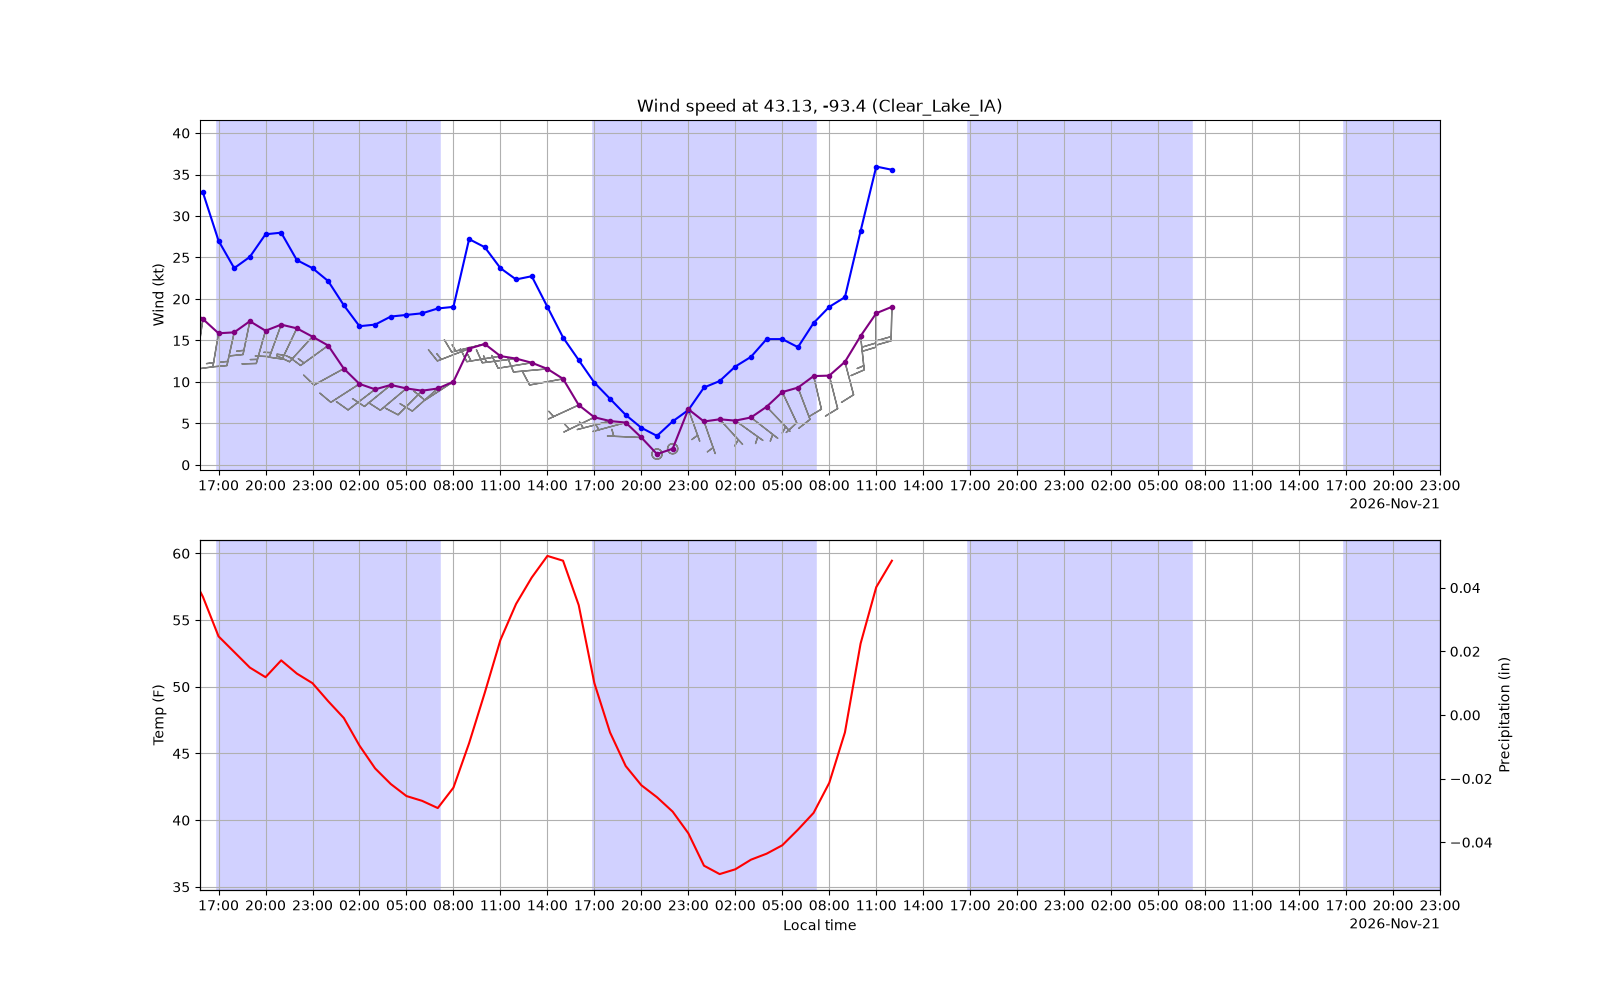 Wind speed at 43.13, -93.4 (Clear_Lake_IA)
Wind (kt)
40
35
30
25
20
15
10
5
0
17:00 20:00 23:00 02:00 05:00 08:00 11:00 14:00 17:00 20:00 23:00 02:00 05:00 08:00 11:00 14:00 17:00 20:00 23:00 02:00 05:00 08:00 11:00 14:00 17:00 20:00 23:00
2026-Nov-21
Temp (F)
60
55
50
45
40
35
0.04
0.02
0.00
−0.02
−0.04
Precipitation (in)
17:00 20:00 23:00 02:00 05:00 08:00 11:00 14:00 17:00 20:00 23:00 02:00 05:00 08:00 11:00 14:00 17:00 20:00 23:00 02:00 05:00 08:00 11:00 14:00 17:00 20:00 23:00
Local time
2026-Nov-21